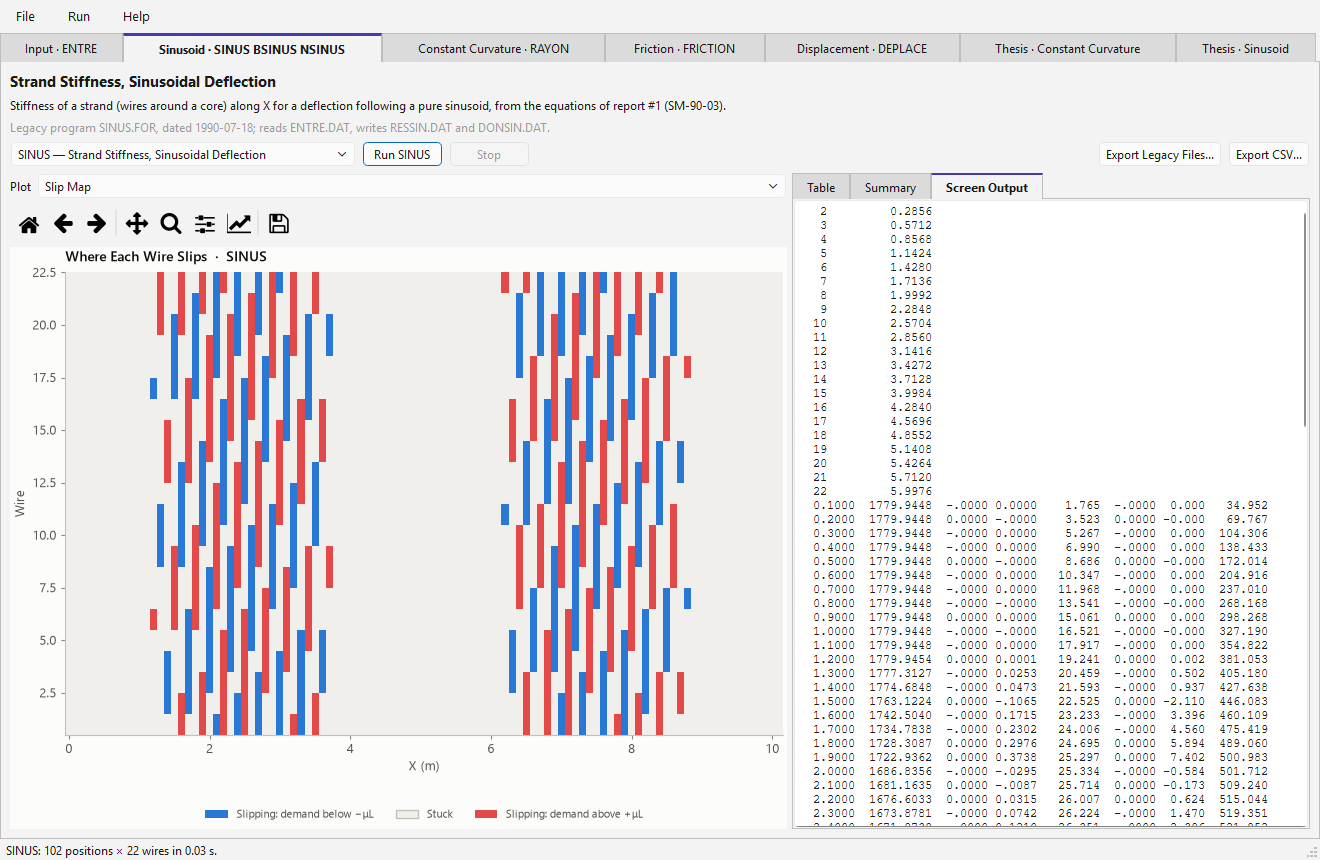 File Run Help
Input · ENTRE Sinusoid · SINUS BSINUS NSINUS Constant Curvature · RAYON Friction · FRICTION Displacement · DEPLACE Thesis · Constant Curvature Thesis · Sinusoid
Strand Stiffness, Sinusoidal Deflection
Stiffness of a strand (wires around a core) along X for a deflection following a pure sinusoid, from the equations of report #1 (SM-90-03).
Legacy program SINUS.FOR, dated 1990-07-18; reads ENTRE.DAT, writes RESSIN.DAT and DONSIN.DAT.
SINUS — Strand Stiffness, Sinusoidal Deflection Run SINUS Stop Export Legacy Files... Export CSV...
Plot Slip Map
Where Each Wire Slips · SINUS
22.5
20.0
17.5
15.0
12.5
10.0
7.5
5.0
2.5
Wire
0 2 4 6 8 10
X (m)
Slipping: demand below −μL Stuck Slipping: demand above +μL
Table Summary Screen Output
2 0.2856
3 0.5712
4 0.8568
5 1.1424
6 1.4280
7 1.7136
8 1.9992
9 2.2848
10 2.5704
11 2.8560
12 3.1416
13 3.4272
14 3.7128
15 3.9984
16 4.2840
17 4.5696
18 4.8552
19 5.1408
20 5.4264
21 5.7120
22 5.9976
0.1000 1779.9448 -.0000 0.0000 1.765 -.0000 0.000 34.952
0.2000 1779.9448 0.0000 -.0000 3.523 0.0000 -0.000 69.767
0.3000 1779.9448 -.0000 0.0000 5.267 -.0000 0.000 104.306
0.4000 1779.9448 -.0000 0.0000 6.990 -.0000 0.000 138.433
0.5000 1779.9448 0.0000 -.0000 8.686 0.0000 -0.000 172.014
0.6000 1779.9448 -.0000 0.0000 10.347 -.0000 0.000 204.916
0.7000 1779.9448 -.0000 0.0000 11.968 -.0000 0.000 237.010
0.8000 1779.9448 0.0000 -.0000 13.541 -.0000 -0.000 268.168
0.9000 1779.9448 0.0000 0.0000 15.061 0.0000 0.000 298.268
1.0000 1779.9448 -.0000 -.0000 16.521 -.0000 -0.000 327.190
1.1000 1779.9448 -.0000 0.0000 17.917 -.0000 0.000 354.822
1.2000 1779.9454 0.0000 0.0001 19.241 0.0000 0.002 381.053
1.3000 1777.3127 -.0000 0.0253 20.459 -.0000 0.502 405.180
1.4000 1774.6848 -.0000 0.0473 21.593 -.0000 0.937 427.638
1.5000 1763.1224 0.0000 -.1065 22.525 0.0000 -2.110 446.083
1.6000 1742.5040 0.0000 0.1715 23.233 -.0000 3.396 460.109
1.7000 1734.7838 -.0000 0.2302 24.006 -.0000 4.560 475.419
1.8000 1728.3087 0.0000 0.2976 24.695 0.0000 5.894 489.060
1.9000 1722.9362 0.0000 0.3738 25.297 0.0000 7.402 500.983
2.0000 1686.8356 -.0000 -.0295 25.334 -.0000 -0.584 501.712
2.1000 1681.1635 0.0000 -.0087 25.714 0.0000 -0.173 509.240
2.2000 1676.6033 0.0000 0.0315 26.007 0.0000 0.624 515.044
2.3000 1673.8781 -.0000 0.0742 26.224 -.0000 1.470 519.351
SINUS: 102 positions × 22 wires in 0.03 s.